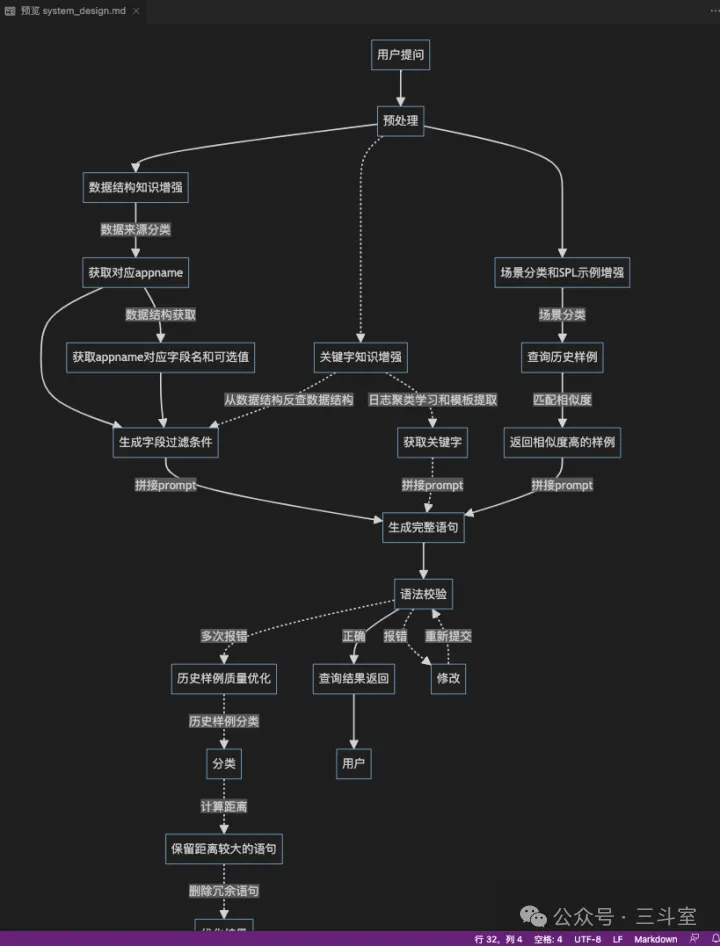 预览 system_design.md
用户提问
预处理
数据结构知识增强
数据来源分类
获取对应appname
场景分类和SPL示例增强
数据结构获取
场景分类
获取appname对应字段名和可选值
关键字知识增强
查询历史样例
从数据结构反查数据结构
日志聚类学习和模板提取
匹配相似度
生成字段过滤条件
获取关键字
返回相似度高的样例
拼接prompt
拼接prompt
拼接prompt
生成完整语句
语法校验
多次报错
正确
报错
重新提交
历史样例质量优化
查询结果返回
修改
历史样例分类
分类
用户
计算距离
保留距离较大的语句
删除冗余语句
公众号 · 三斗室
行 32，列 4 空格: 4 UTF-8 LF Markdown